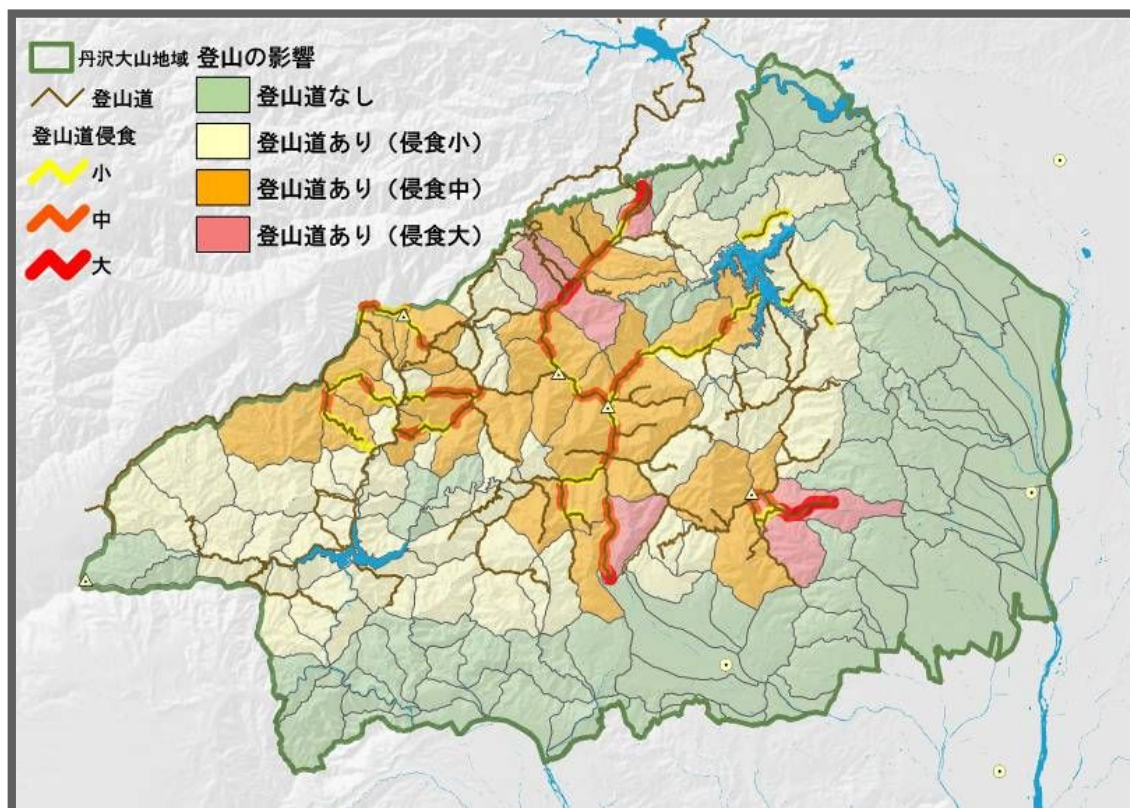 丹沢大山地域
登山道
登山道侵食
小
中
大
登山の影響
登山道なし
登山道あり（侵食小）
登山道あり（侵食中）
登山道あり（侵食大）